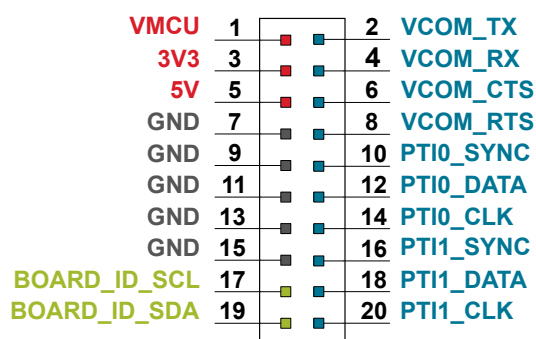 VMCU 1 2 VCOM_TX
3V3 3 4 VCOM_RX
5V 5 6 VCOM_CTS
GND 7 8 VCOM_RTS
GND 9 10 PTI0_SYNC
GND 11 12 PTI0_DATA
GND 13 14 PTI0_CLK
GND 15 16 PTI1_SYNC
BOARD_ID_SCL 17 18 PTI1_DATA
BOARD_ID_SDA 19 20 PTI1_CLK